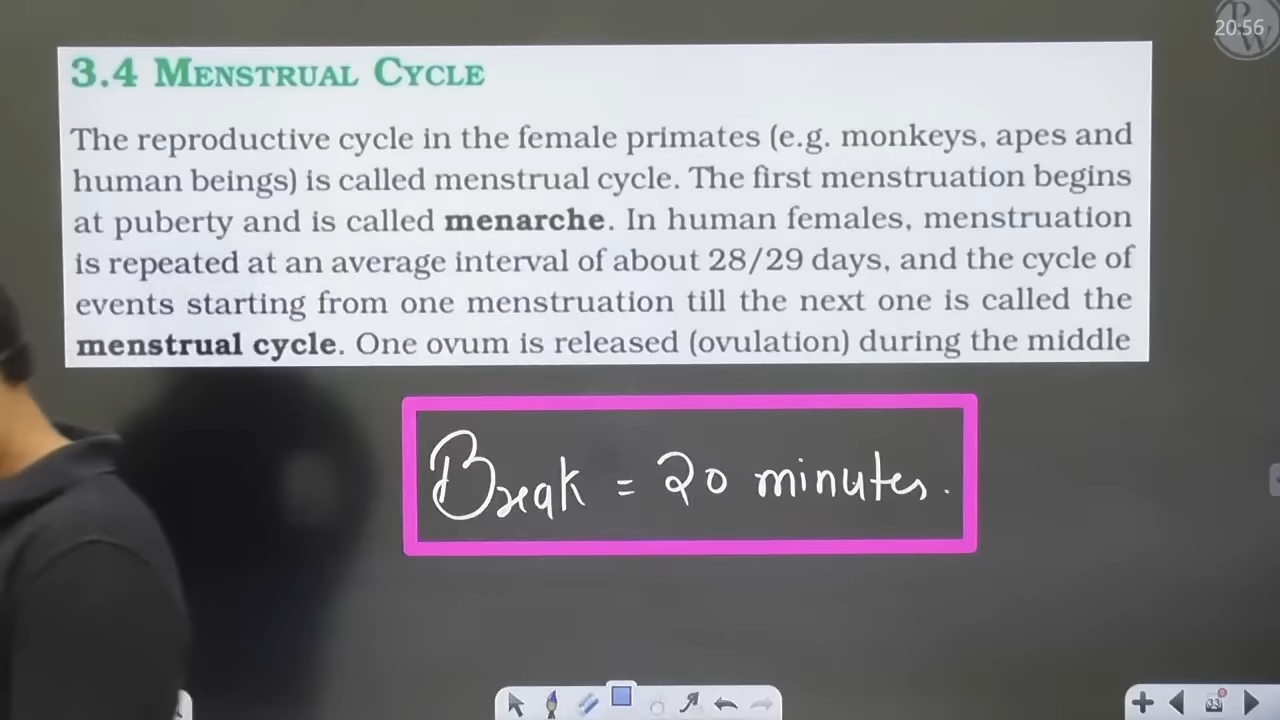 20:56
3.4 MENSTRUAL CYCLE
The reproductive cycle in the female primates (e.g. monkeys, apes and
human beings) is called menstrual cycle. The first menstruation begins
at puberty and is called menarche. In human females, menstruation
is repeated at an average interval of about 28/29 days, and the cycle of
events starting from one menstruation till the next one is called the
menstrual cycle. One ovum is released (ovulation) during the middle
Break = 20 minutes.